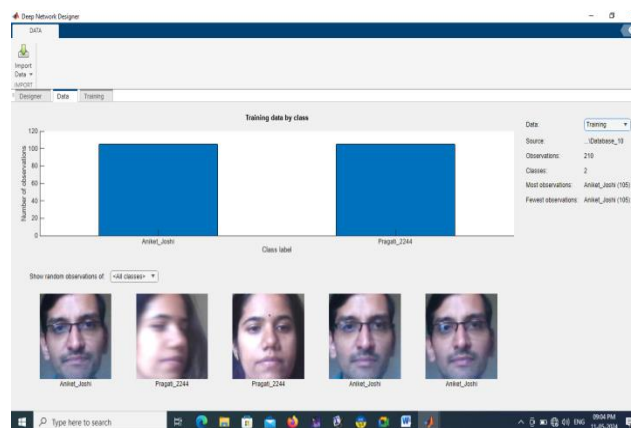 Deep Network Designer
DATA
Import
Data
IMPORT
Designer Data Training
Training data by class
120
100
80
60
40
20
0
Number of observations
Aniket_Joshi Pragati_2244
Class label
Data: Training
Source: ...\Database_10
Observations: 210
Classes: 2
Most observations: Aniket_Joshi (105)
Fewest observations: Aniket_Joshi (105)
Show random observations of: <All classes>
Aniket_Joshi Pragati_2244 Pragati_2244 Aniket_Joshi Aniket_Joshi
Type here to search
ENG
09:04 PM
11-05-2024